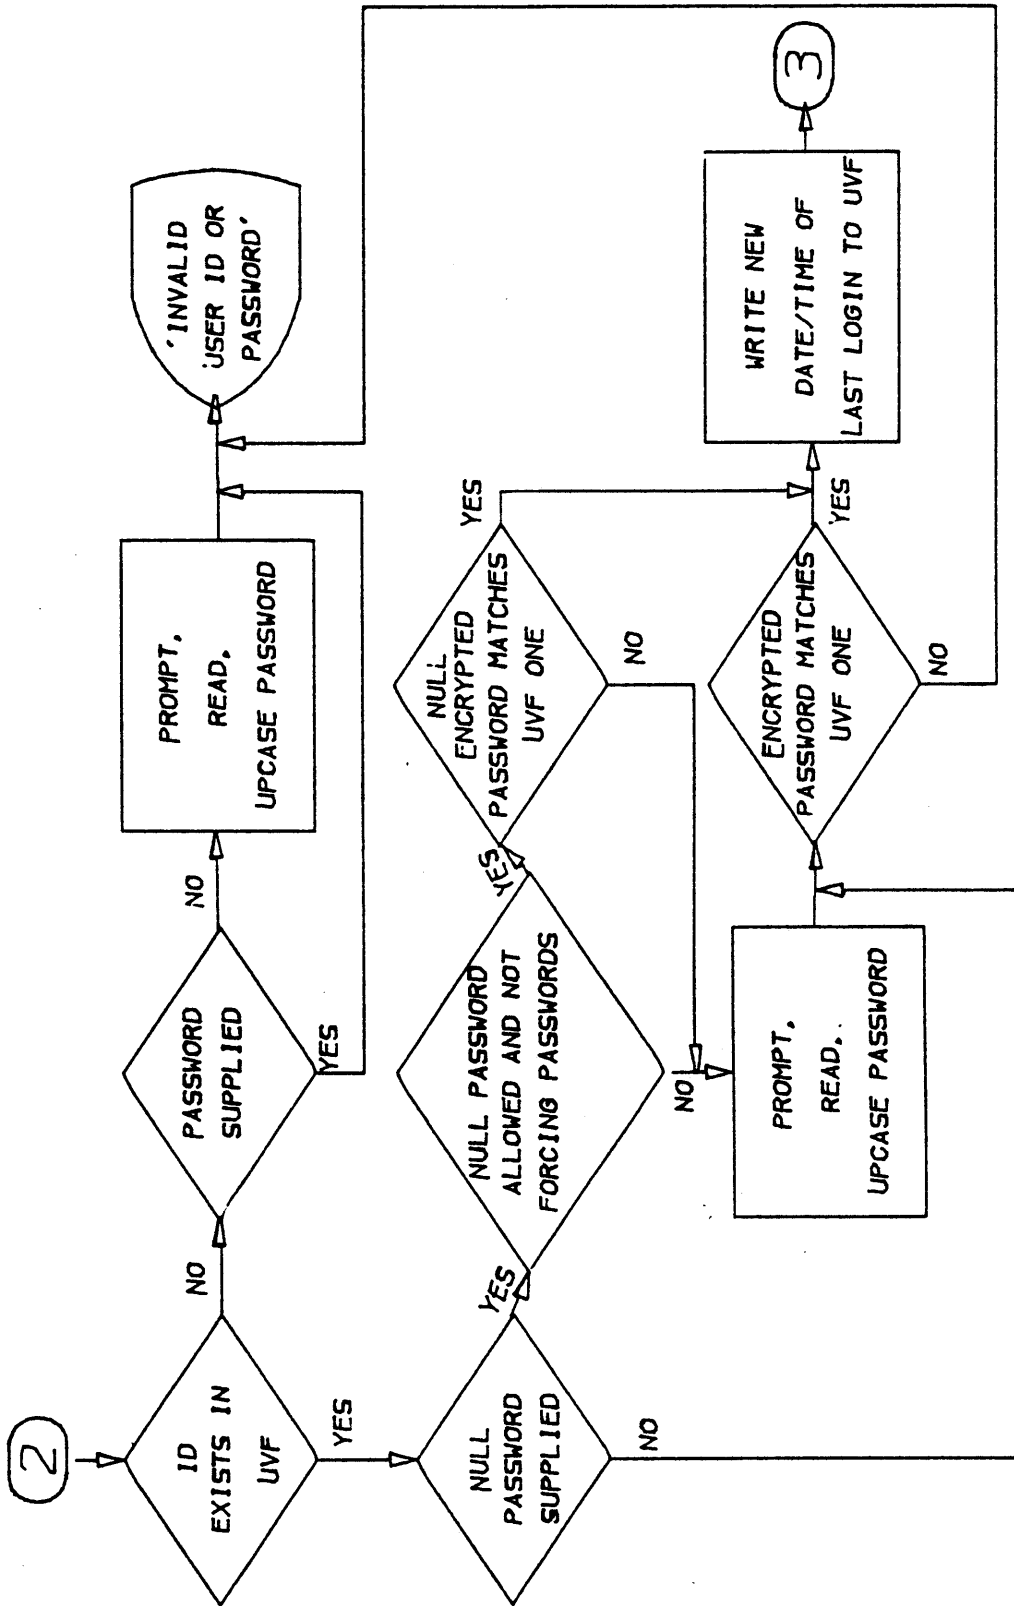 2
ID
EXISTS IN
UVF
NO
YES
PASSWORD
SUPPLIED
NO
YES
PROMPT,
READ,
UPCASE PASSWORD
'INVALID
USER ID OR
PASSWORD'
NULL
PASSWORD
SUPPLIED
YES
NO
NULL PASSWORD
ALLOWED AND NOT
FORCING PASSWORDS
YES
NO
NULL
ENCRYPTED
PASSWORD MATCHES
UVF ONE
YES
NO
PROMPT,
READ,.
UPCASE PASSWORD
ENCRYPTED
PASSWORD MATCHES
UVF ONE
YES
NO
WRITE NEW
DATE/TIME OF
LAST LOGIN TO UVF
3